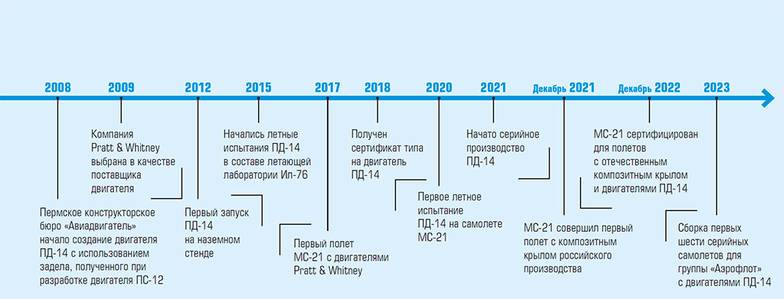 2008
2009
2012
2015
2017
2018
2020
2021
Декабрь 2021
Декабрь 2022
2023
Компания
Pratt & Whitney
выбрана в качестве
поставщика
двигателя
Начались летные
испытания ПД-14
в составе летающей
лаборатории Ил-76
Получен
сертификат типа
на двигатель
ПД-14
Начато серийное
производство
ПД-14
МС-21 сертифицирован
для полетов
с отечественным
композитным крылом
и двигателями ПД-14
Пермское конструкторское
бюро «Авиадвигатель»
начало создание двигателя
ПД-14 с использованием
задела, полученного при
разработке двигателя ПС-12
Первый запуск
ПД-14
на наземном
стенде
Первый полет
МС-21 с двигателями
Pratt & Whitney
Первое летное
испытание
ПД-14 на самолете
МС-21
МС-21 совершил первый
полет с композитным
крылом российского
производства
Сборка первых
шести серийных
самолетов для
группы «Аэрофлот»
с двигателями ПД-14